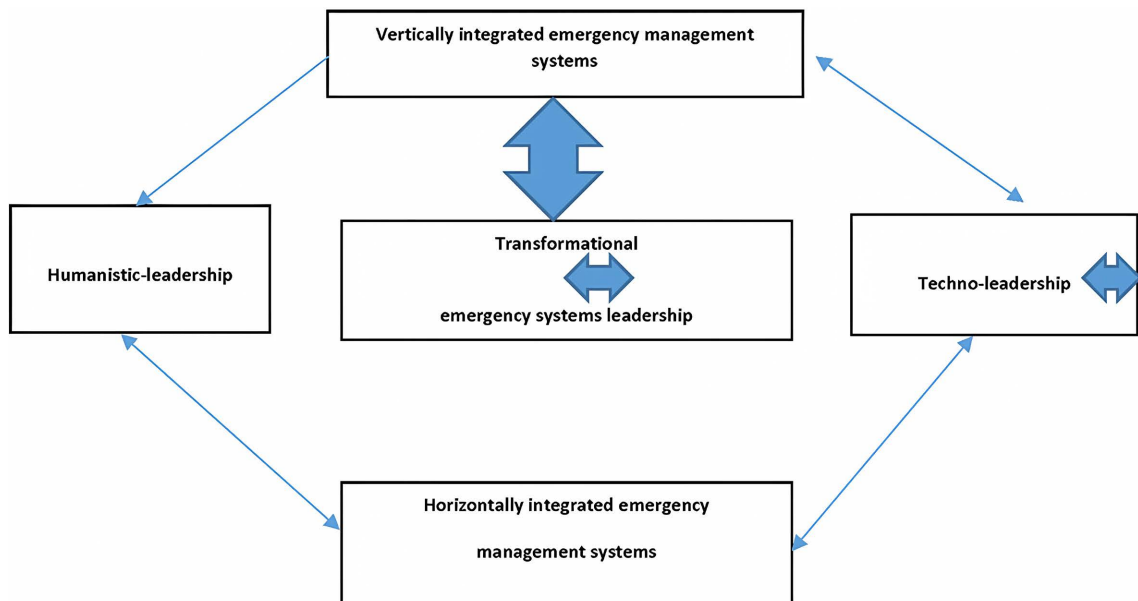 Vertically integrated emergency management
systems
Transformational
Humanistic-leadership
Techno-leadership
emergency systems leadership
Horizontally integrated emergency
management systems